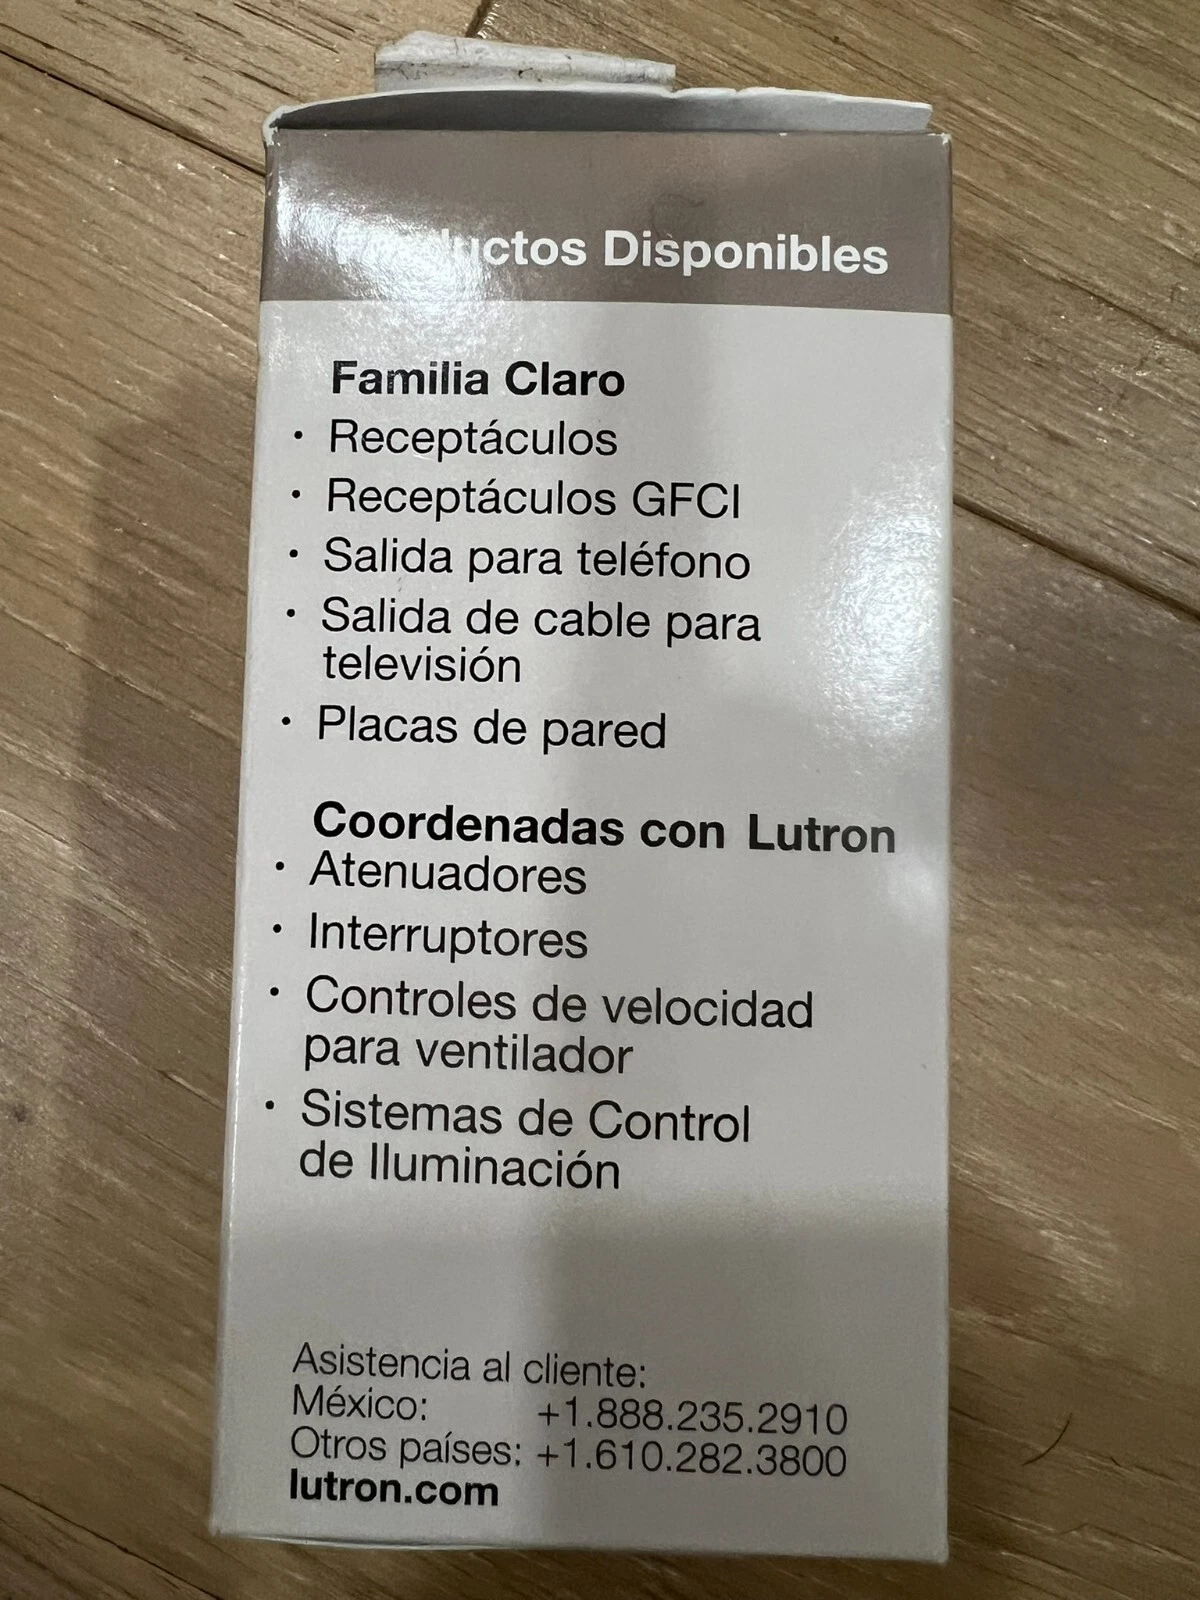 Productos Disponibles
Familia Claro
· Receptáculos
· Receptáculos GFCI
· Salida para teléfono
· Salida de cable para
televisión
· Placas de pared
Coordenadas con Lutron
· Atenuadores
· Interruptores
· Controles de velocidad
para ventilador
· Sistemas de Control
de Iluminación
Asistencia al cliente:
México: +1.888.235.2910
Otros países: +1.610.282.3800
lutron.com